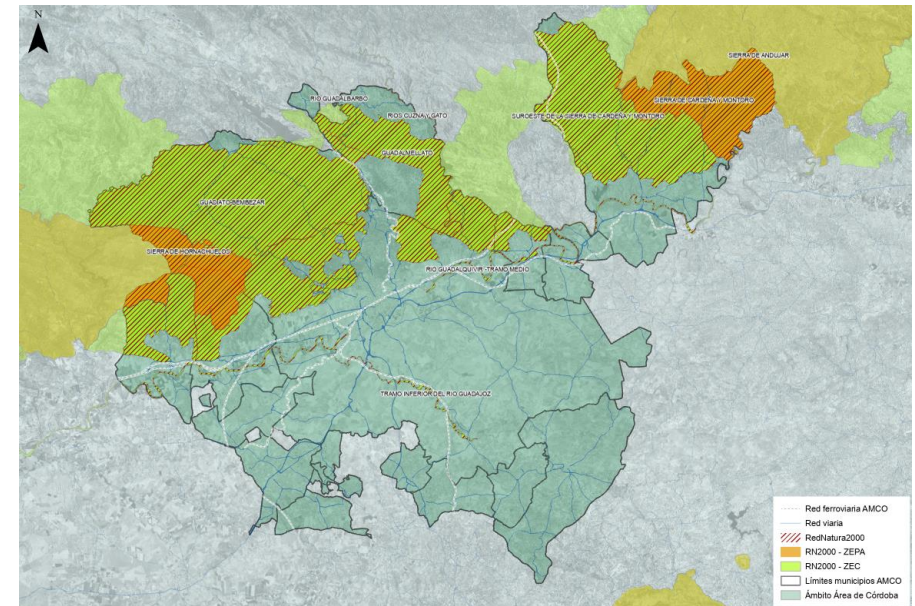 N
SIERRA DE ANDUJAR
RIO GUADALBARBO
SIERRA DE CARDEÑA Y MONTORO
RIOS CUZNA Y GATO
SUROESTE DE LA SIERRA DE CARDEÑA Y MONTORO
GUADALMELLATO
GUADIATO-BEMBEZAR
SIERRA DE HORNACHUELOS
RIO GUADALQUIVIR -TRAMO MEDIO
TRAMO INFERIOR DEL RIO GUADAJOZ
Red ferroviaria AMCO
Red viaria
RedNatura2000
RN2000 - ZEPA
RN2000 - ZEC
Límites municipios AMCO
Ámbito Área de Córdoba